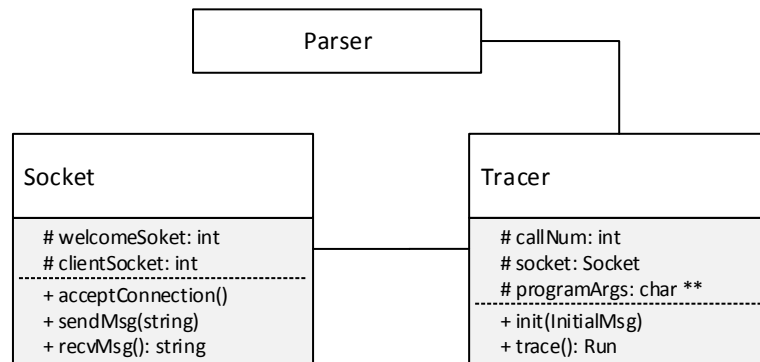 Parser
Socket
# welcomeSoket: int
# clientSocket: int
+ acceptConnection()
+ sendMsg(string)
+ recvMsg(): string
Tracer
# callNum: int
# socket: Socket
# programArgs: char **
+ init(InitialMsg)
+ trace(): Run